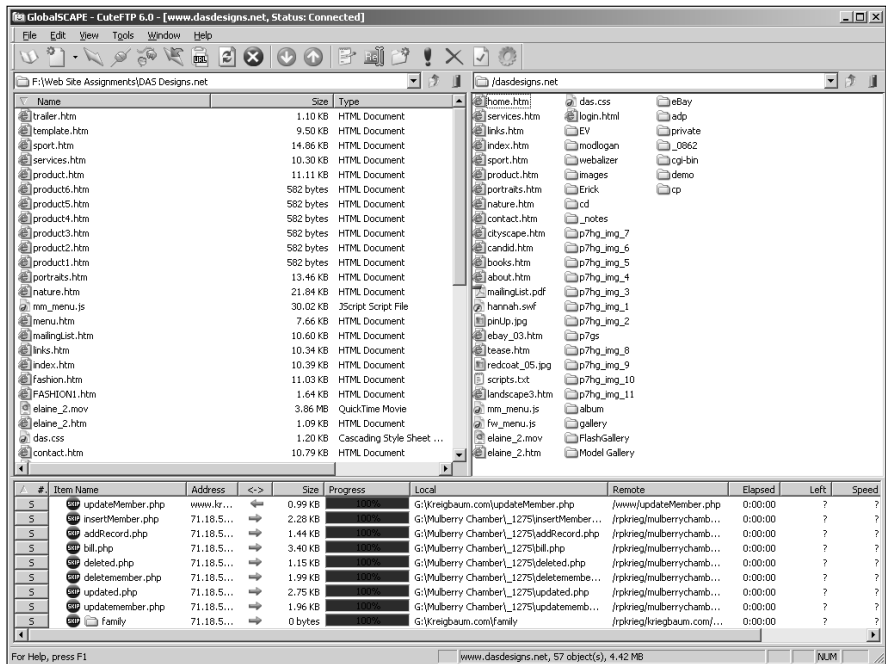 GlobalSCAPE - CuteFTP 6.0 - [www.dasdesigns.net, Status: Connected]
File Edit View Tools Window Help
F:\Web Site Assignments\DAS Designs.net
/dasdesigns.net
Name Size Type
trailer.htm 1.10 KB HTML Document
template.htm 9.50 KB HTML Document
sport.htm 14.86 KB HTML Document
services.htm 10.30 KB HTML Document
product.htm 11.11 KB HTML Document
product6.htm 582 bytes HTML Document
product5.htm 582 bytes HTML Document
product4.htm 582 bytes HTML Document
product3.htm 582 bytes HTML Document
product2.htm 582 bytes HTML Document
product1.htm 582 bytes HTML Document
portraits.htm 13.46 KB HTML Document
nature.htm 21.84 KB HTML Document
mm_menu.js 30.02 KB JScript Script File
menu.htm 7.66 KB HTML Document
mailingList.htm 10.60 KB HTML Document
links.htm 10.34 KB HTML Document
index.htm 10.39 KB HTML Document
fashion.htm 11.03 KB HTML Document
FASHION1.htm 1.64 KB HTML Document
elaine_2.mov 3.86 MB QuickTime Movie
elaine_2.htm 1.09 KB HTML Document
das.css 1.20 KB Cascading Style Sheet ...
contact.htm 10.79 KB HTML Document
home.htm das.css eBay
services.htm login.html adp
links.htm EV private
index.htm modlogan _0862
sport.htm webalizer cgi-bin
product.htm images demo
portraits.htm Erick cp
nature.htm cd
contact.htm _notes
cityscape.htm p7hg_img_7
candid.htm p7hg_img_6
books.htm p7hg_img_5
about.htm p7hg_img_4
mailingList.pdf p7hg_img_3
hannah.swf p7hg_img_1
pinUp.jpg p7hg_img_2
ebay_03.htm p7gs
tease.htm p7hg_img_8
redcoat_05.jpg p7hg_img_9
scripts.txt p7hg_img_10
landscape3.htm p7hg_img_11
mm_menu.js album
fw_menu.js gallery
elaine_2.mov FlashGallery
elaine_2.htm Model Gallery
# Item Name Address <-> Size Progress Local Remote Elapsed Left Speed
5 SKIP updateMember.php www.kr... 0.99 KB 100% G:\Kreigbaum.com\updateMember.php /www/updateMember.php 0:00:00 ? ?
5 SKIP insertMember.php 71.18.5... 2.28 KB 100% G:\Mulberry Chamber\_1275\insertMember... /rpkrieg/mulberrychamb... 0:00:00 ? ?
5 SKIP addRecord.php 71.18.5... 1.44 KB 100% G:\Mulberry Chamber\_1275\addRecord.php /rpkrieg/mulberrychamb... 0:00:00 ? ?
5 SKIP bill.php 71.18.5... 3.40 KB 100% G:\Mulberry Chamber\_1275\bill.php /rpkrieg/mulberrychamb... 0:00:00 ? ?
5 SKIP deleted.php 71.18.5... 1.15 KB 100% G:\Mulberry Chamber\_1275\deleted.php /rpkrieg/mulberrychamb... 0:00:00 ? ?
5 SKIP deletemember.php 71.18.5... 1.99 KB 100% G:\Mulberry Chamber\_1275\deletemembe... /rpkrieg/mulberrychamb... 0:00:00 ? ?
5 SKIP updated.php 71.18.5... 2.75 KB 100% G:\Mulberry Chamber\_1275\updated.php /rpkrieg/mulberrychamb... 0:00:00 ? ?
5 SKIP updatemember.php 71.18.5... 1.96 KB 100% G:\Mulberry Chamber\_1275\updatememb... /rpkrieg/mulberrychamb... 0:00:00 ? ?
5 SKIP family 71.18.5... 0 bytes 100% G:\Kreigbaum.com\family /rpkrieg/kriegbaum.com/... 0:00:00 ? ?
For Help, press F1
www.dasdesigns.net, 57 object(s), 4.42 MB
NUM